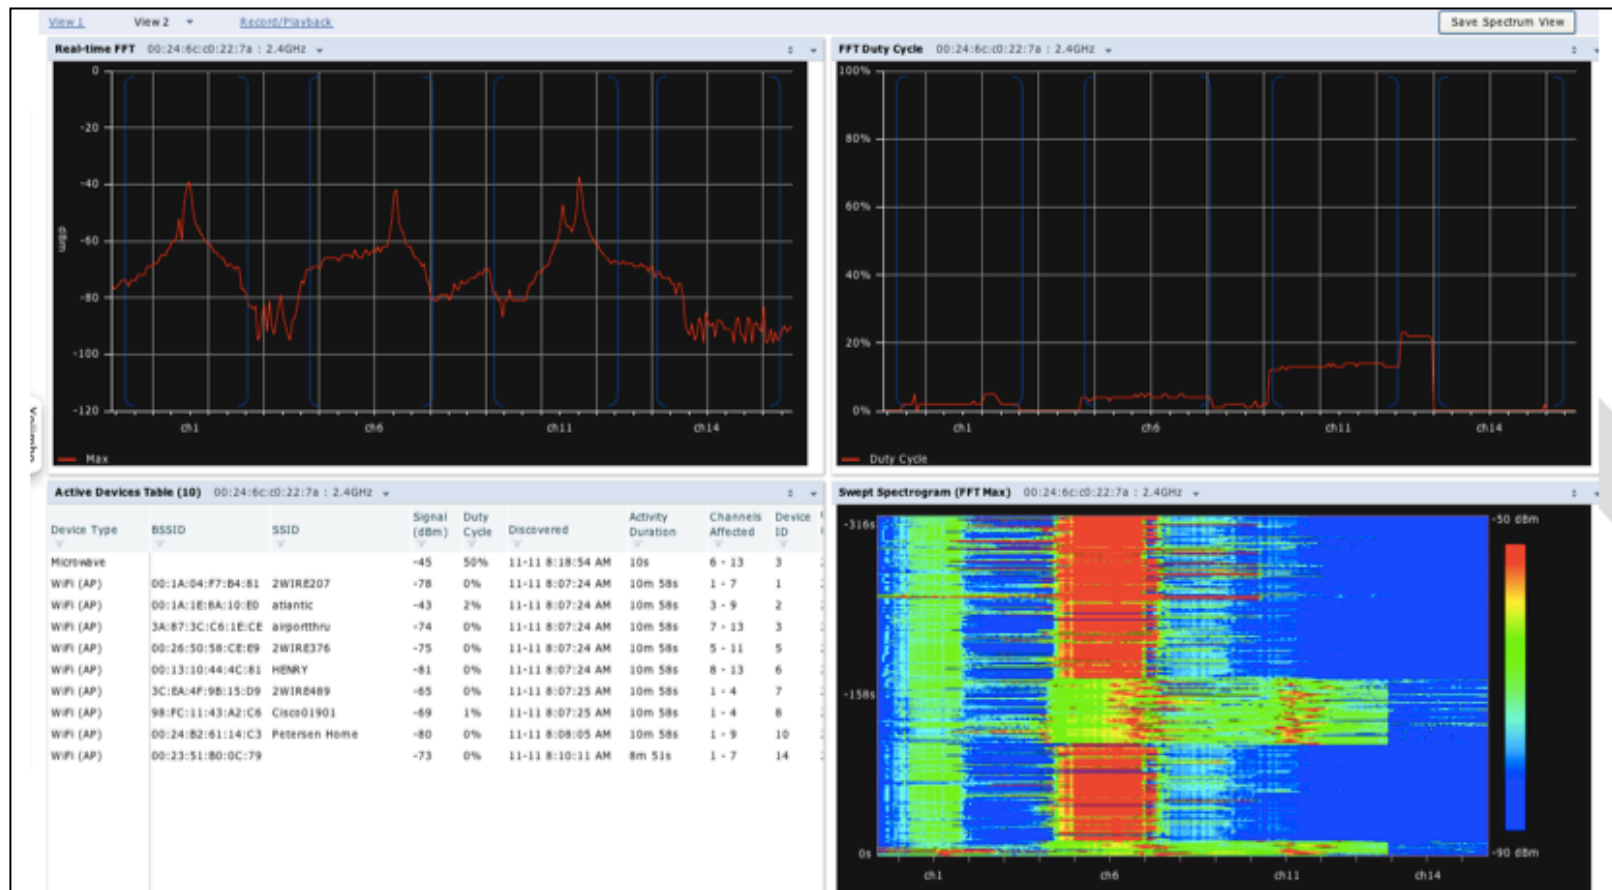 View 1 View 2 Record/Playback Save Spectrum View
Real-time FFT 00:24:6c:c0:22:7a : 2.4GHz
0
-20
-40
-60
-80
-100
-120
dBm
ch1 ch6 ch11 ch14
Max
FFT Duty Cycle 00:24:6c:c0:22:7a : 2.4GHz
100%
80%
60%
40%
20%
0%
ch1 ch6 ch11 ch14
Duty Cycle
Active Devices Table (10) 00:24:6c:c0:22:7a : 2.4GHz
Device Type BSSID SSID Signal (dBm) Duty Cycle Discovered Activity Duration Channels Affected Device ID
Microwave -45 50% 11-11 8:18:54 AM 10s 6 - 13 3
WiFi (AP) 00:1A:04:F7:B4:81 2WIRE207 -78 0% 11-11 8:07:24 AM 10m 58s 1 - 7 1
WiFi (AP) 00:1A:1E:8A:10:E0 atlantic -43 2% 11-11 8:07:24 AM 10m 58s 3 - 9 2
WiFi (AP) 3A:87:3C:C6:1E:CE airportthru -74 0% 11-11 8:07:24 AM 10m 58s 7 - 13 3
WiFi (AP) 00:26:50:58:CE:E9 2WIRE376 -75 0% 11-11 8:07:24 AM 10m 58s 5 - 11 5
WiFi (AP) 00:13:10:44:4C:81 HENRY -81 0% 11-11 8:07:24 AM 10m 58s 8 - 13 6
WiFi (AP) 3C:EA:4F:9B:15:D9 2WIRE489 -65 0% 11-11 8:07:25 AM 10m 58s 1 - 4 7
WiFi (AP) 98:FC:11:43:A2:C6 Cisco01901 -69 1% 11-11 8:07:25 AM 10m 58s 1 - 4 8
WiFi (AP) 00:24:B2:61:14:C3 Petersen Home -80 0% 11-11 8:08:05 AM 10m 58s 1 - 9 10
WiFi (AP) 00:23:51:B0:0C:79 -73 0% 11-11 8:10:11 AM 8m 51s 1 - 7 14
Swept Spectrogram (FFT Max) 00:24:6c:c0:22:7a : 2.4GHz
-316s
-158s
0s
-50 dBm
-90 dBm
ch1 ch6 ch11 ch14